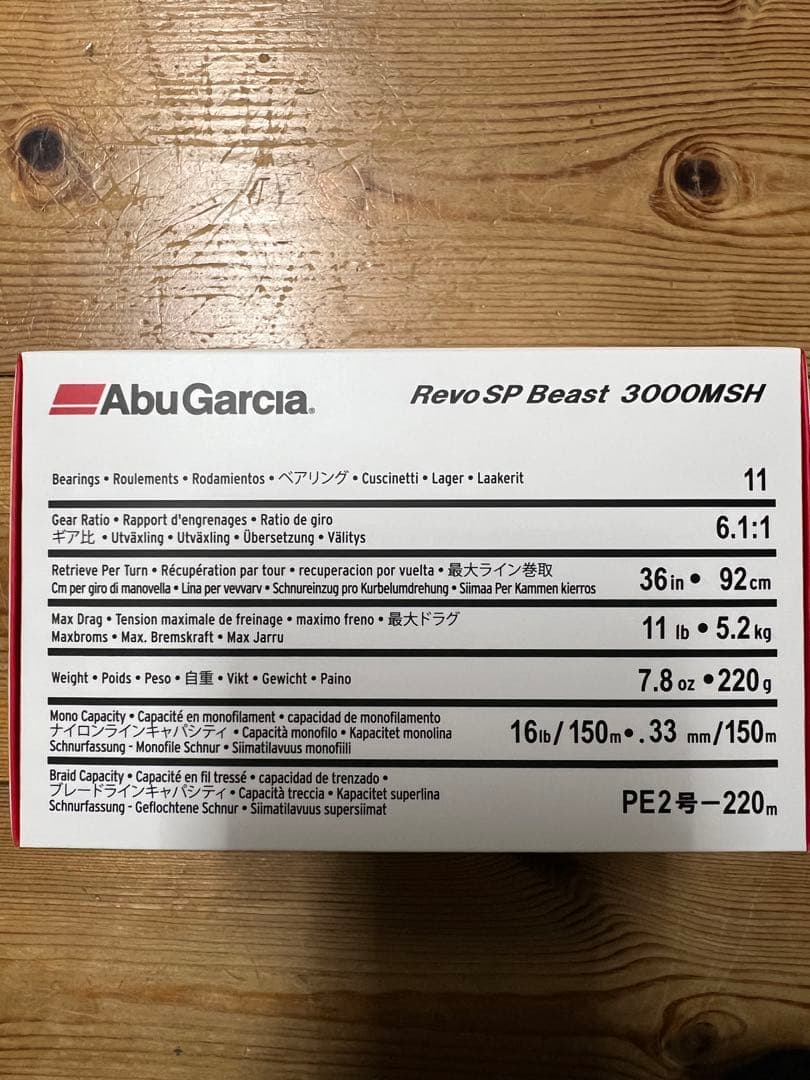 AbuGarcia®
Revo SP Beast 3000MSH
Bearings • Roulements • Rodamientos • ベアリング • Cuscinetti • Lager • Laakerit
11
Gear Ratio • Rapport d'engrenages • Ratio de giro
ギア比 • Utväxling • Utväxling • Übersetzung • Välitys
6.1:1
Retrieve Per Turn • Récupération par tour • recuperacion por vuelta • 最大ライン巻取
Cm per giro di manovella • Lina per vevvarv • Schnureinzug pro Kurbelumdrehung • Siimaa Per Kammen kierros
36in • 92cm
Max Drag • Tension maximale de freinage • maximo freno • 最大ドラグ
Maxbroms • Max. Bremskraft • Max Jarru
11 lb • 5.2kg
Weight • Poids • Peso • 自重 • Vikt • Gewicht • Paino
7.8 oz • 220g
Mono Capacity • Capacité en monofilament • capacidad de monofilamento
ナイロンラインキャパシティ • Capacità monofilo • Kapacitet monolina
Schnurfassung - Monofile Schnur • Siimatilavuus monofiili
16lb/150m • .33 mm/150m
Braid Capacity • Capacité en fil tressé • capacidad de trenzado •
ブレードラインキャパシティ • Capacità treccia • Kapacitet superlina
Schnurfassung - Geflochtene Schnur • Siimatilavuus supersiimat
PE2号-220m